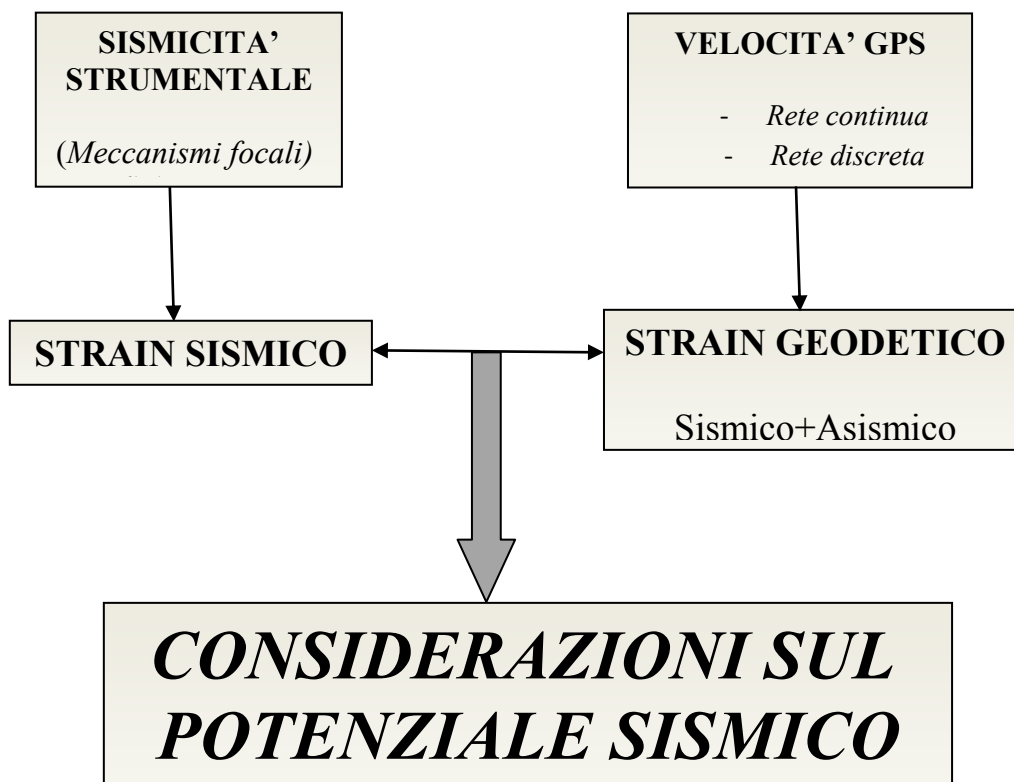 SISMICITA’
STRUMENTALE
(Meccanismi focali)
VELOCITA’ GPS
- Rete continua
- Rete discreta
STRAIN SISMICO
STRAIN GEODETICO
Sismico+Asismico
CONSIDERAZIONI SUL
POTENZIALE SISMICO